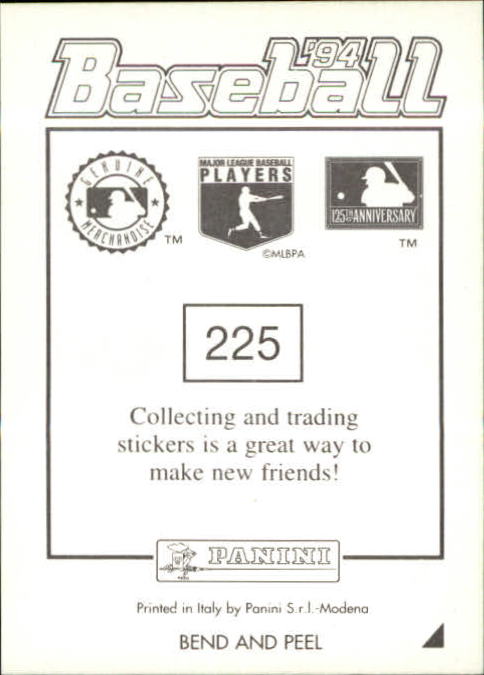 '94
Baseball
GENUINE
MERCHANDISE
TM
MAJOR LEAGUE BASEBALL
PLAYERS
©MLBPA
125TH ANNIVERSARY
TM
225
Collecting and trading
stickers is a great way to
make new friends!
PANINI
Printed in Italy by Panini S.r.l.-Modena
BEND AND PEEL